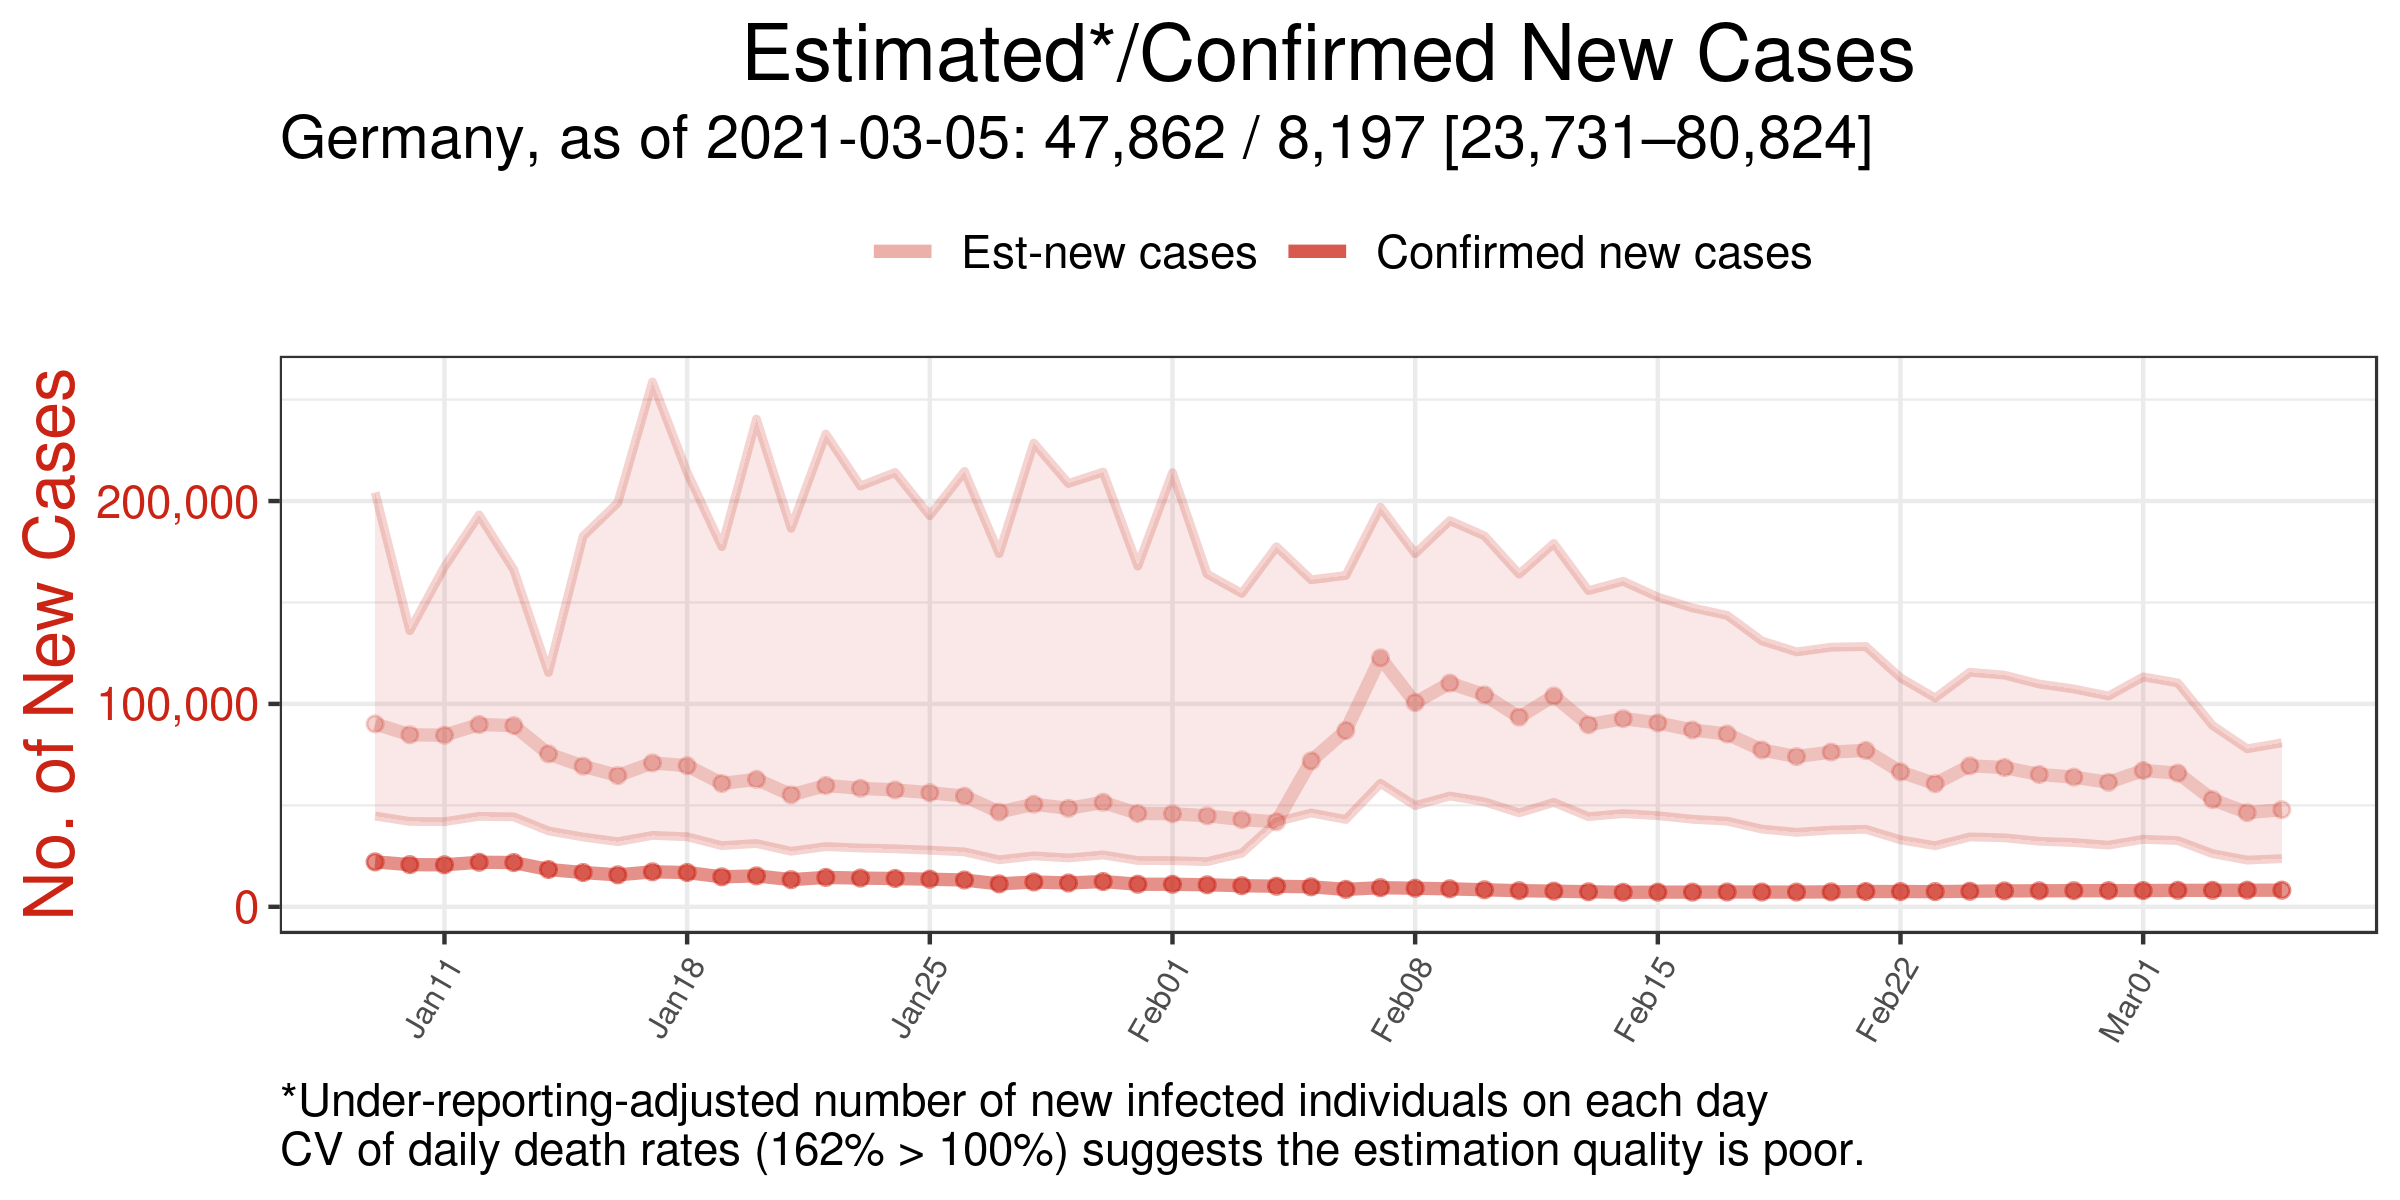 Estimated*/Confirmed New Cases
Germany, as of 2021-03-05: 47,862 / 8,197 [23,731–80,824]
Est-new cases
Confirmed new cases
No. of New Cases
200,000
100,000
0
Jan11
Jan18
Jan25
Feb01
Feb08
Feb15
Feb22
Mar01
*Under-reporting-adjusted number of new infected individuals on each day
CV of daily death rates (162% > 100%) suggests the estimation quality is poor.